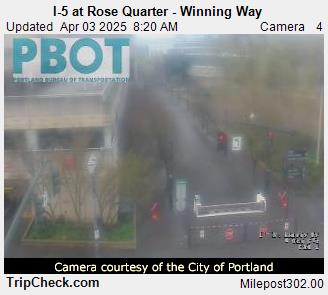 I-5 at Rose Quarter - Winning Way
Updated Apr 03 2025 8:20 AM Camera 4
PBOT
PORTLAND BUREAU OF TRANSPORTATION
Camera courtesy of the City of Portland
TripCheck.com Milepost302.00